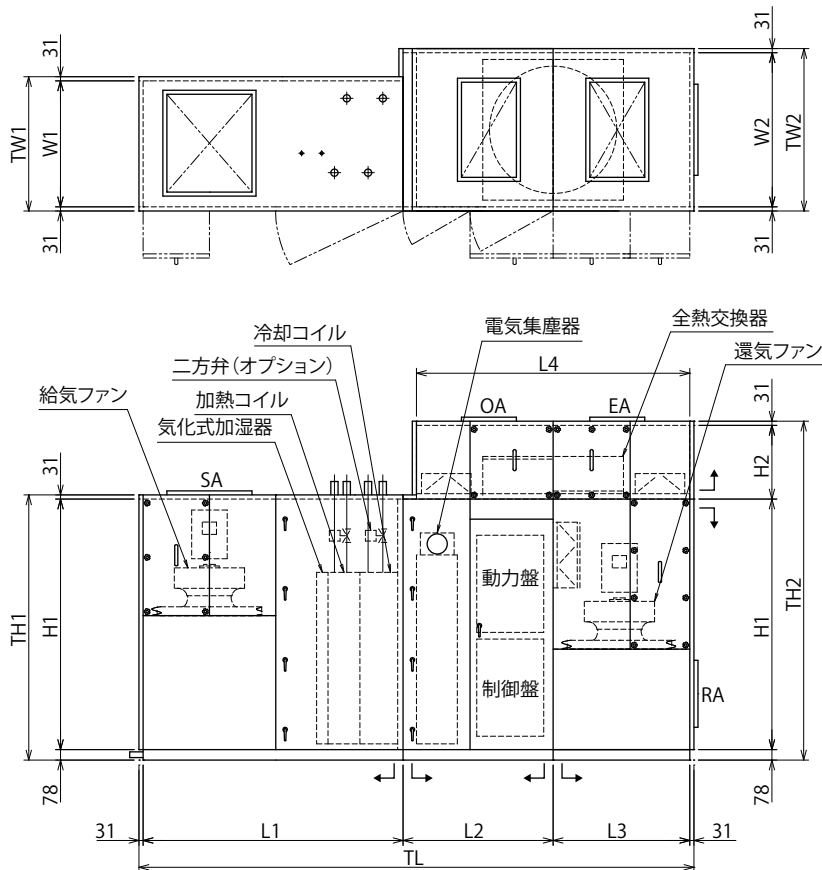 31
TW1
W1
31
31
W2
TW2
31
冷却コイル
二方弁（オプション）
加熱コイル
気化式加湿器
給気ファン
電気集塵器
全熱交換器
還気ファン
L4
31
H2
TH2
H1
78
OA
EA
SA
31
TH1
H1
78
動力盤
制御盤
RA
31
L1
L2
L3
31
TL